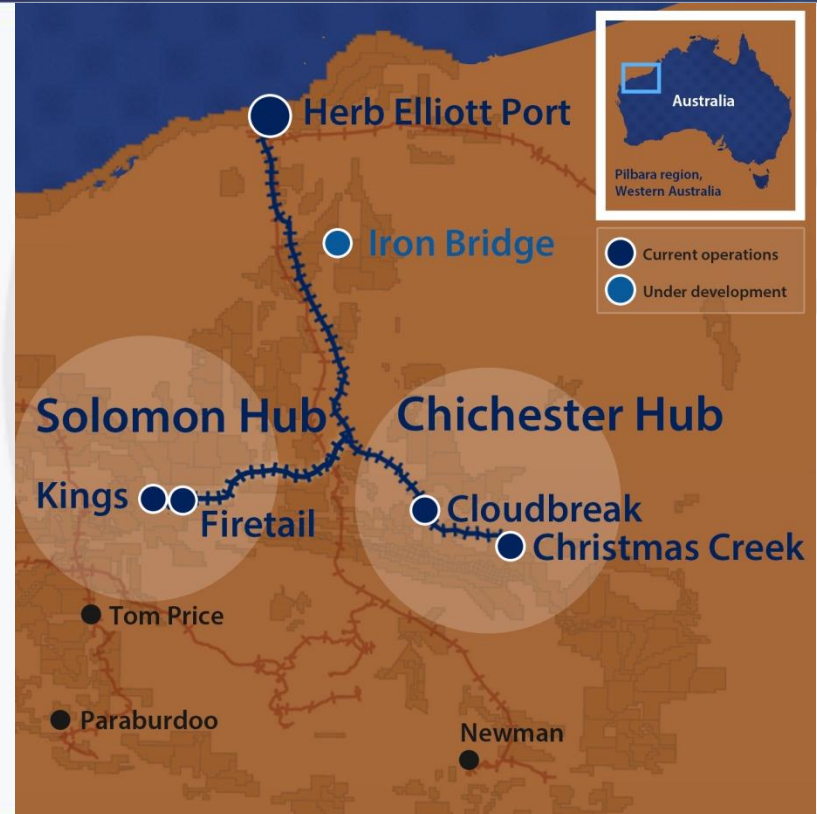 Herb Elliott Port
Australia
Pilbara region,
Western Australia
Iron Bridge
Current operations
Under development
Solomon Hub
Chichester Hub
Kings
Firetail
Cloudbreak
Christmas Creek
Tom Price
Paraburdoo
Newman